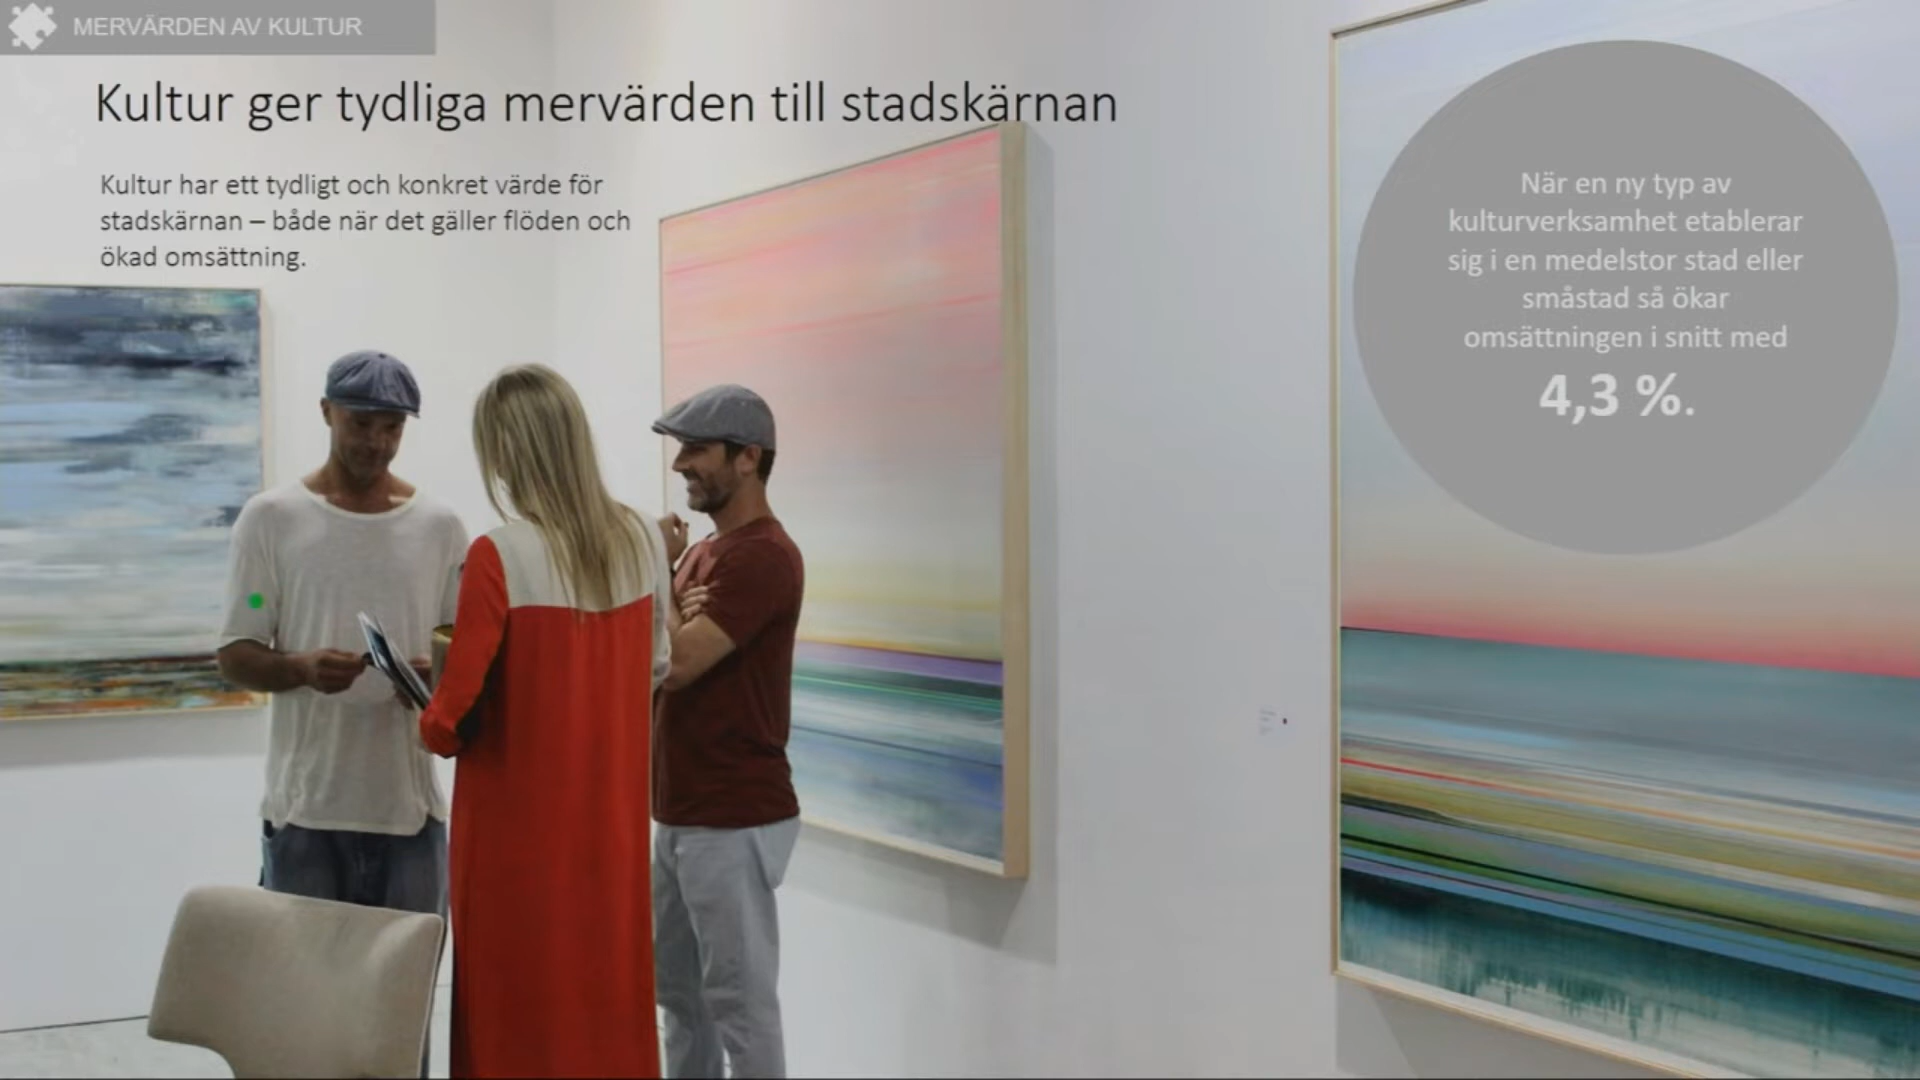 MERVÄRDEN AV KULTUR
Kultur ger tydliga mervärden till stadskärnan
Kultur har ett tydligt och konkret värde för
stadskärnan – både när det gäller flöden och
ökad omsättning.
När en ny typ av
kulturverksamhet etablerar
sig i en medelstor stad eller
småstad så ökar
omsättningen i snitt med
4,3 %.